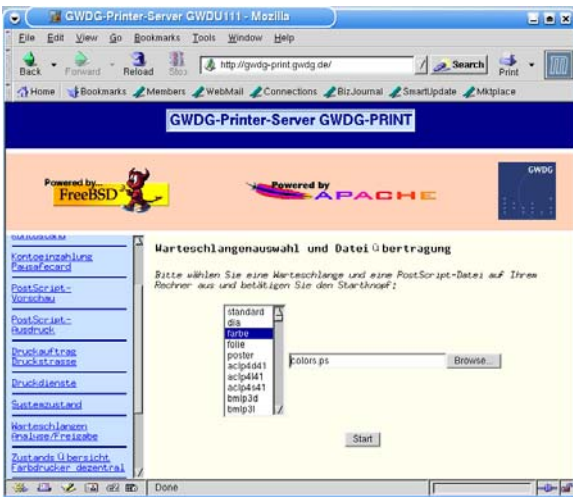 GWDG-Printer-Server GWDU111 - Mozilla
File Edit View Go Bookmarks Tools Window Help
Back Forward Reload Stop http://gwdg-print.gwdg.de/ Search Print
Home Bookmarks Members WebMail Connections BizJournal SmartUpdate Mktplace
GWDG-Printer-Server GWDG-PRINT
Powered by...
FreeBSD
Powered by
APACHE
GWDG
Kontostand
Kontoeinzahlung
Pausafecard
PostScript-
Vorschau
PostScript-
Ausdruck
Druckauftrag
Druckstrasse
Druckdienste
Systemzustand
Warteschlangen
Analyse/Freigabe
Zustands Übersicht
Farbdrucker dezentral
Warteschlangenauswahl und Datei Übertragung
Bitte wählen Sie eine Warteschlange und eine PostScript-Datei auf Ihrem
Rechner aus und betätigen Sie den Startknopf:
standard
dia
farbe
folie
poster
aclp4d41
aclp4l41
aclp4s41
bmlp3d
bmlp3l
colors.ps Browse...
Start
Done